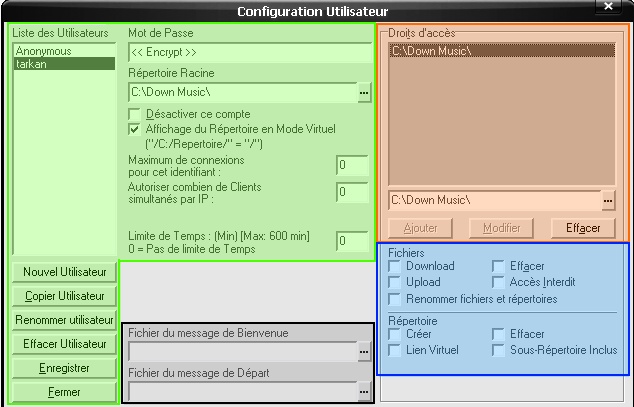 Configuration Utilisateur
Liste des Utilisateurs
Anonymous
tarkan
Nouvel Utilisateur
Copier Utilisateur
Renommer utilisateur
Effacer Utilisateur
Enregistrer
Fermer
Mot de Passe
<< Encrypt >>
Répertoire Racine
C:\Down Music\
...
Désactiver ce compte
Affichage du Répertoire en Mode Virtuel
("/C:/Repertoire/" = "/")
Maximum de connexions
pour cet identifiant :
0
Autoriser combien de Clients
simultanés par IP :
0
Limite de Temps : (Min) [Max: 600 min]
0 = Pas de limite de Temps
0
Fichier du message de Bienvenue
...
Fichier du message de Départ
...
Droits d'accès
C:\Down Music\
C:\Down Music\
...
Ajouter
Modifier
Effacer
Fichiers
Download
Effacer
Upload
Accès Interdit
Renommer fichiers et répertoires
Répertoire
Créer
Effacer
Lien Virtuel
Sous-Répertoire Inclus